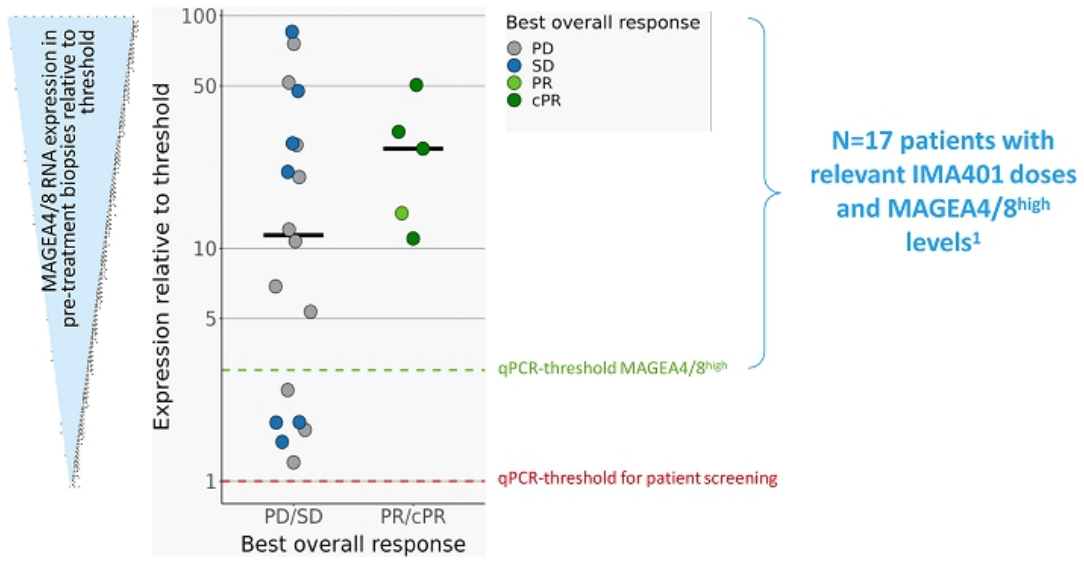 MAGEA4/8 RNA expression in
pre-treatment biopsies relative to
threshold
Expression relative to threshold
100
50
10
5
1
PD/SD
PR/cPR
Best overall response
Best overall response
PD
SD
PR
cPR
qPCR-threshold MAGEA4/8ʰⁱᵍʰ
qPCR-threshold for patient screening
N=17 patients with
relevant IMA401 doses
and MAGEA4/8ʰⁱᵍʰ
levels¹